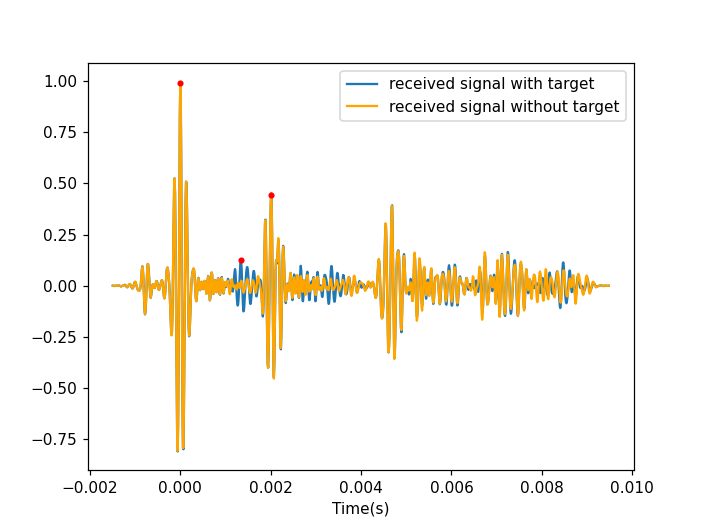 received signal with target
received signal without target
1.00
0.75
0.50
0.25
0.00
−0.25
−0.50
−0.75
−0.002 0.000 0.002 0.004 0.006 0.008 0.010
Time(s)